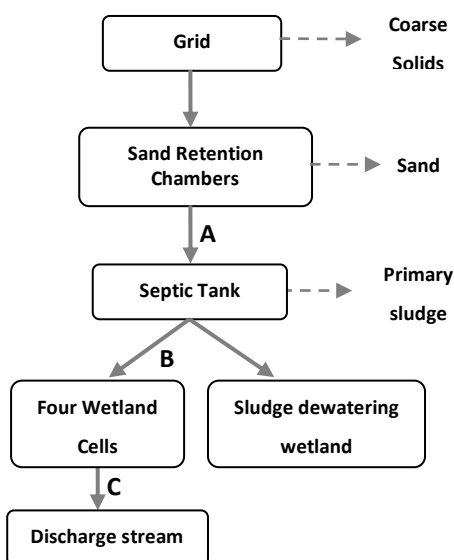 Grid
Coarse
Solids
Sand Retention
Chambers
Sand
A
Septic Tank
Primary
sludge
B
Four Wetland
Cells
Sludge dewatering
wetland
C
Discharge stream